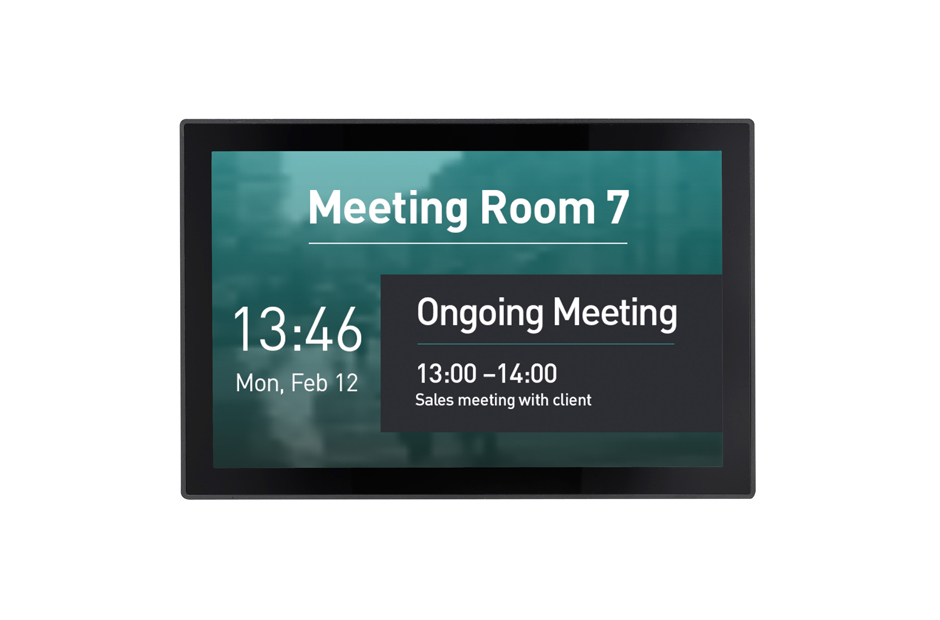 Meeting Room 7
13:46
Mon, Feb 12
Ongoing Meeting
13:00 –14:00
Sales meeting with client